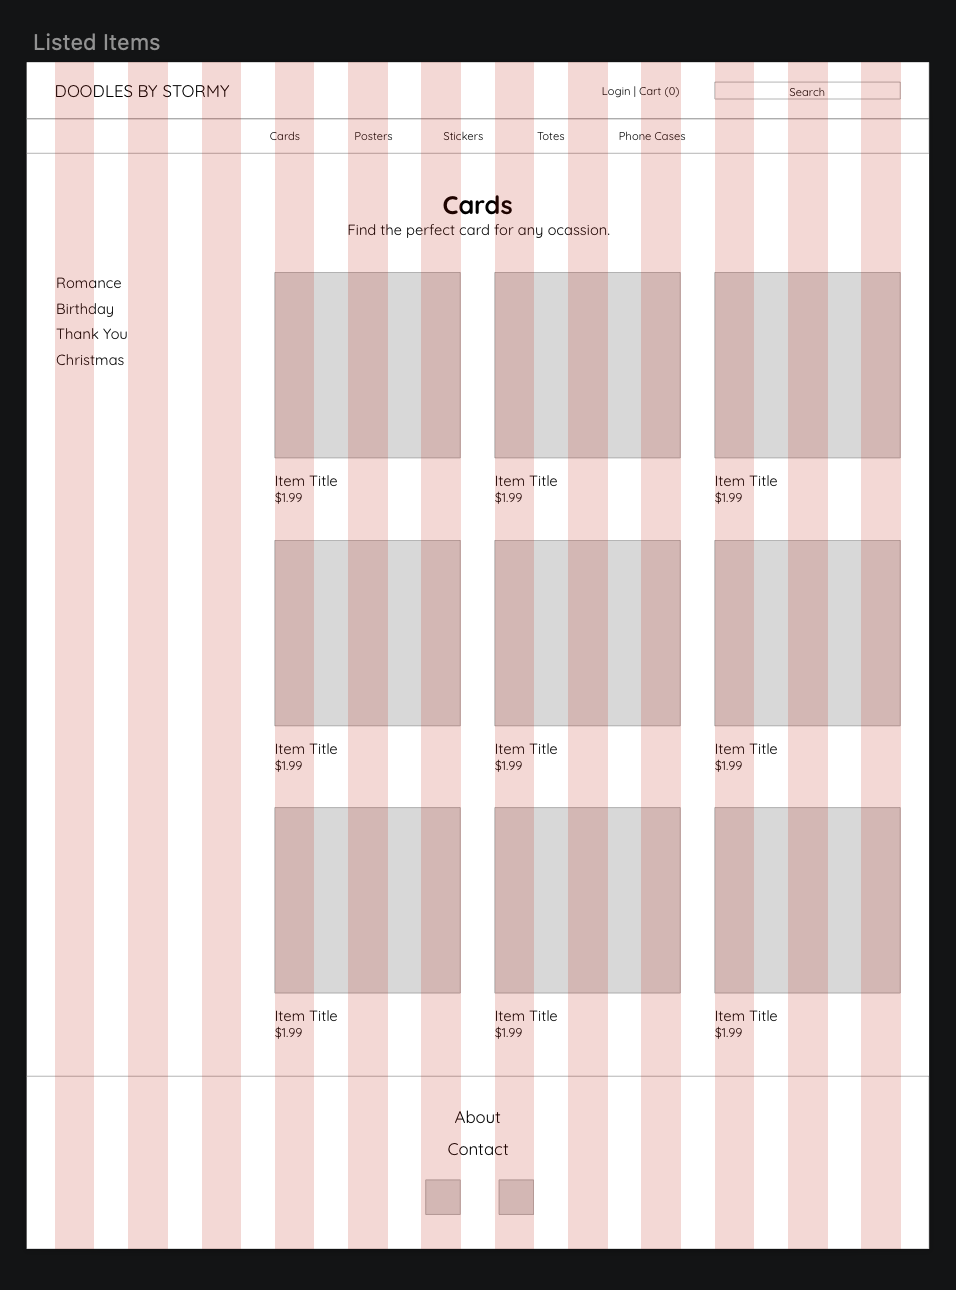 Listed Items
DOODLES BY STORMY
Login | Cart (0)
Search
Cards
Posters
Stickers
Totes
Phone Cases
Cards
Find the perfect card for any ocassion.
Romance
Birthday
Thank You
Christmas
Item Title
$1.99
Item Title
$1.99
Item Title
$1.99
Item Title
$1.99
Item Title
$1.99
Item Title
$1.99
Item Title
$1.99
Item Title
$1.99
Item Title
$1.99
About
Contact